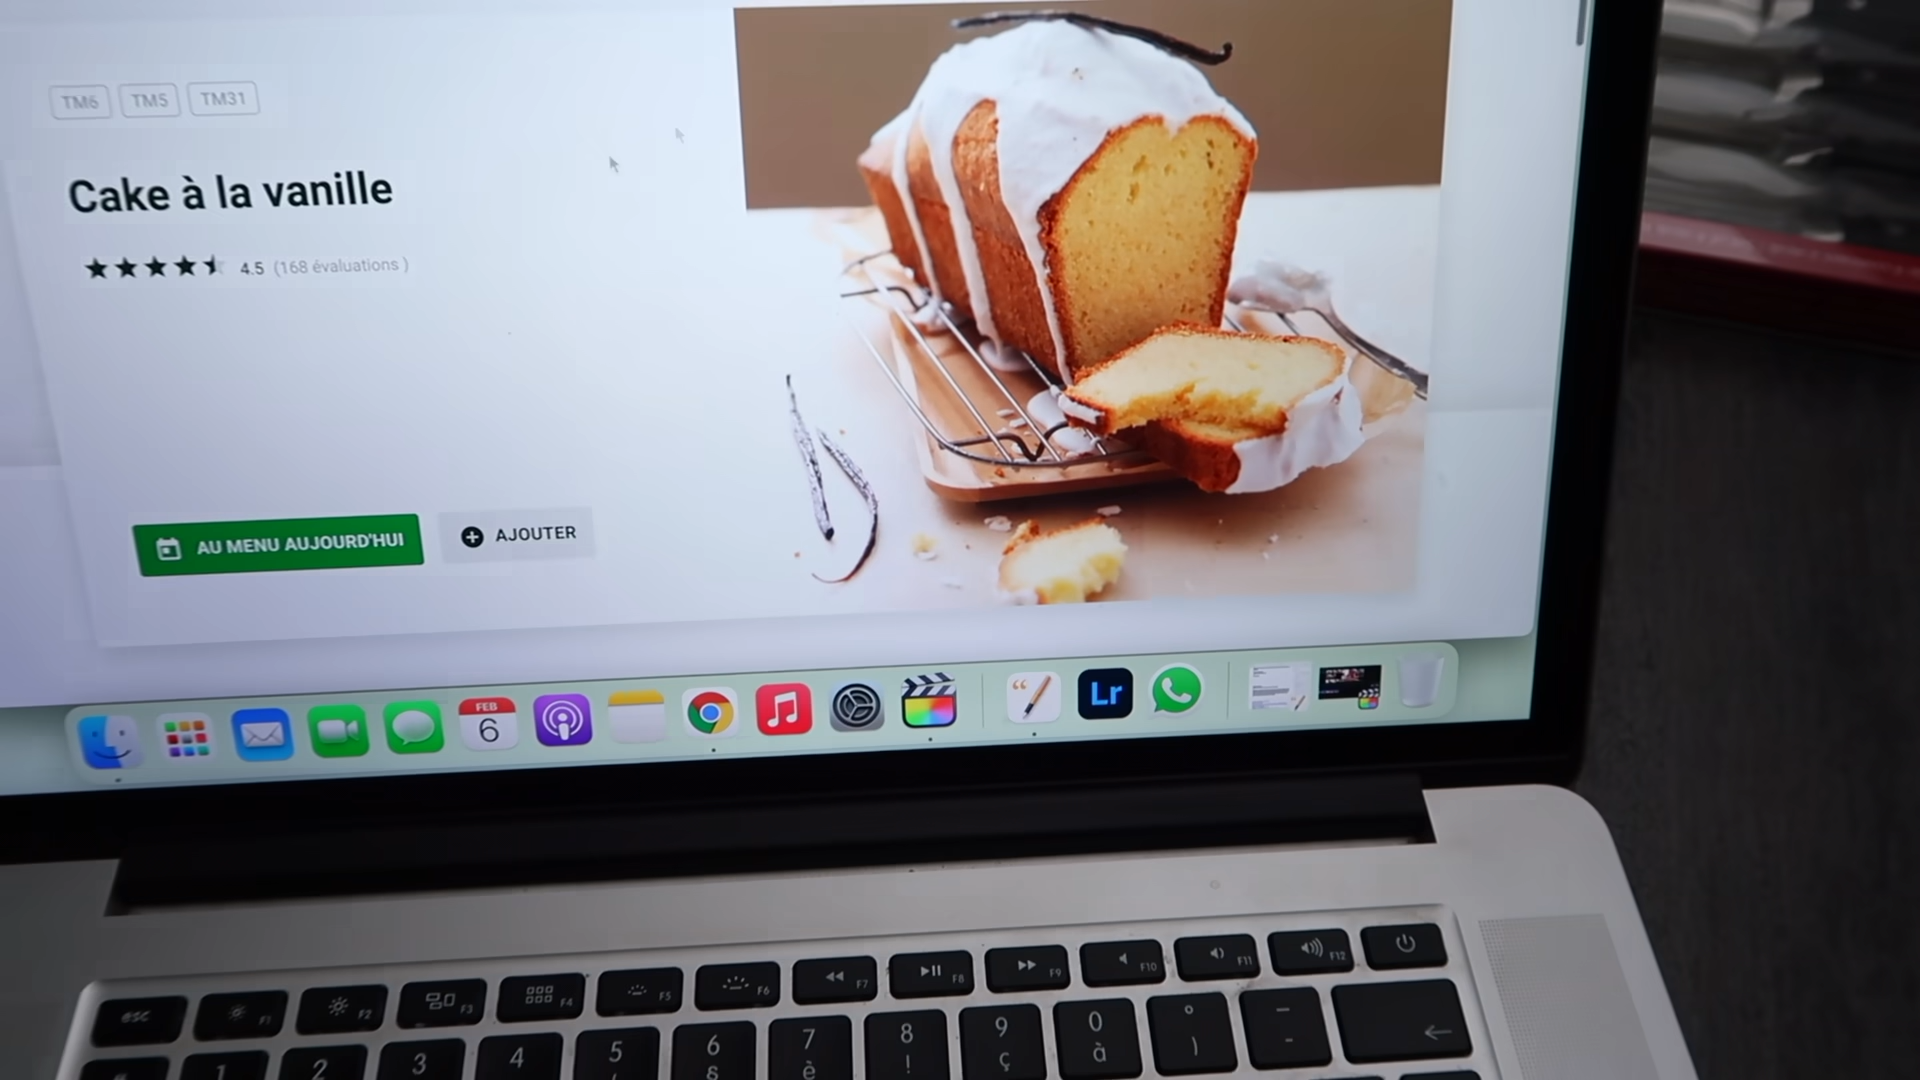 TM6 TM5 TM31
Cake à la vanille
4.5 (168 évaluations)
AU MENU AUJOURD'HUI
AJOUTER
FEB
6
Lr
esc F1 F2 F3 F4 F5 F6 F7 F8 F9 F10 F11 F12
1 2 3 4 5 6 7 8 9 0 ° _
§ è ! ç à ) -